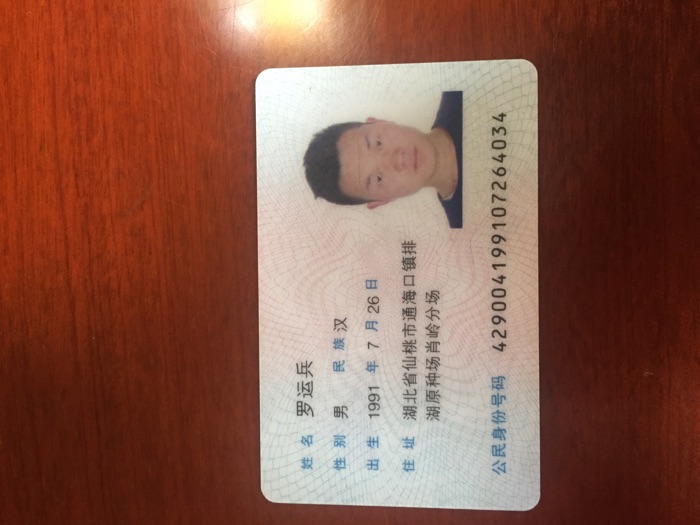 姓名 罗运兵
性别 男 民族 汉
出生 1991 年 7 月 26 日
住址 湖北省仙桃市通海口镇排
湖原种场肖岭分场
公民身份号码 429004199107264034